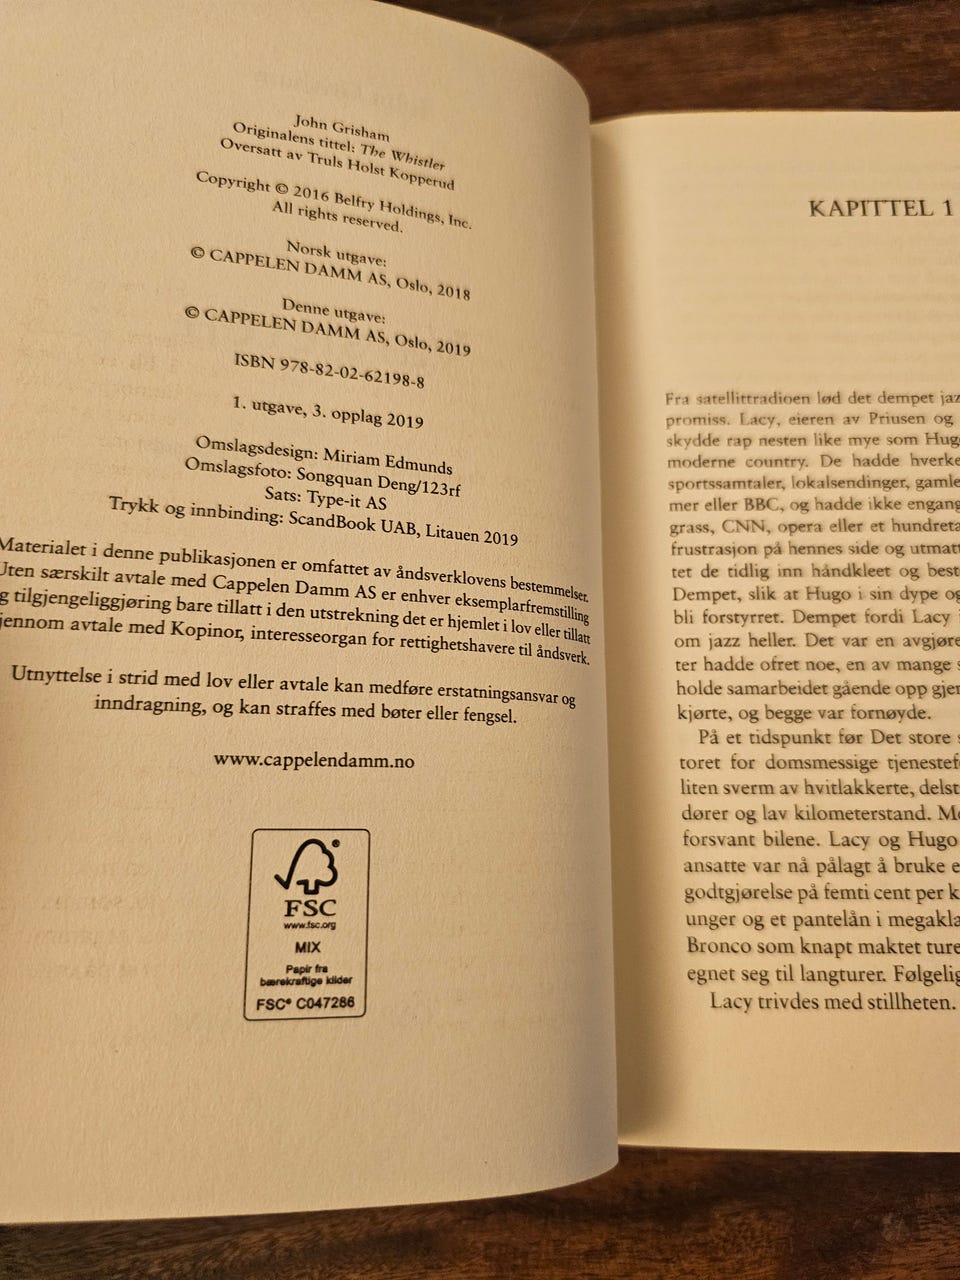 John Grisham
Originalens tittel: The Whistler
Oversatt av Truls Holst Kopperud
Copyright © 2016 Belfry Holdings, Inc.
All rights reserved.
Norsk utgave:
© CAPPELEN DAMM AS, Oslo, 2018
Denne utgave:
© CAPPELEN DAMM AS, Oslo, 2019
ISBN 978-82-02-62198-8
1. utgave, 3. opplag 2019
Omslagsdesign: Miriam Edmunds
Omslagsfoto: Songquan Deng/123rf
Sats: Type-it AS
Trykk og innbinding: ScandBook UAB, Litauen 2019
Materialet i denne publikasjonen er omfattet av åndsverklovens bestemmelser.
Uten særskilt avtale med Cappelen Damm AS er enhver eksemplarfremstilling
g tilgjengeliggjøring bare tillatt i den utstrekning det er hjemlet i lov eller tillatt
jennom avtale med Kopinor, interesseorgan for rettighetshavere til åndsverk.
Utnyttelse i strid med lov eller avtale kan medføre erstatningsansvar og
inndragning, og kan straffes med bøter eller fengsel.
www.cappelendamm.no
FSC
www.fsc.org
MIX
Papir fra
bærekraftige kilder
FSC® C047286
KAPITTEL 1
Fra satellittradioen lød det dempet jaz
promiss. Lacy, eieren av Priusen og
skydde rap nesten like mye som Hug
moderne country. De hadde hverke
sportssamtaler, lokalsendinger, gamle
mer eller BBC, og hadde ikke engang
grass, CNN, opera eller et hundreta
frustrasjon på hennes side og utmatt
tet de tidlig inn håndkleet og best
Dempet, slik at Hugo i sin dype og
bli forstyrret. Dempet fordi Lacy
om jazz heller. Det var en avgjøre
ter hadde ofret noe, en av mange s
holde samarbeidet gående opp gjen
kjørte, og begge var fornøyde.
På et tidspunkt før Det store s
toret for domsmessige tjenestef
liten sverm av hvitlakkerte, delst
dører og lav kilometerstand. Me
forsvant bilene. Lacy og Hugo
ansatte var nå pålagt å bruke e
godtgjørelse på femti cent per k
unger og et pantelån i megakla
Bronco som knapt maktet ture
egnet seg til langturer. Følgelig
Lacy trivdes med stillheten.